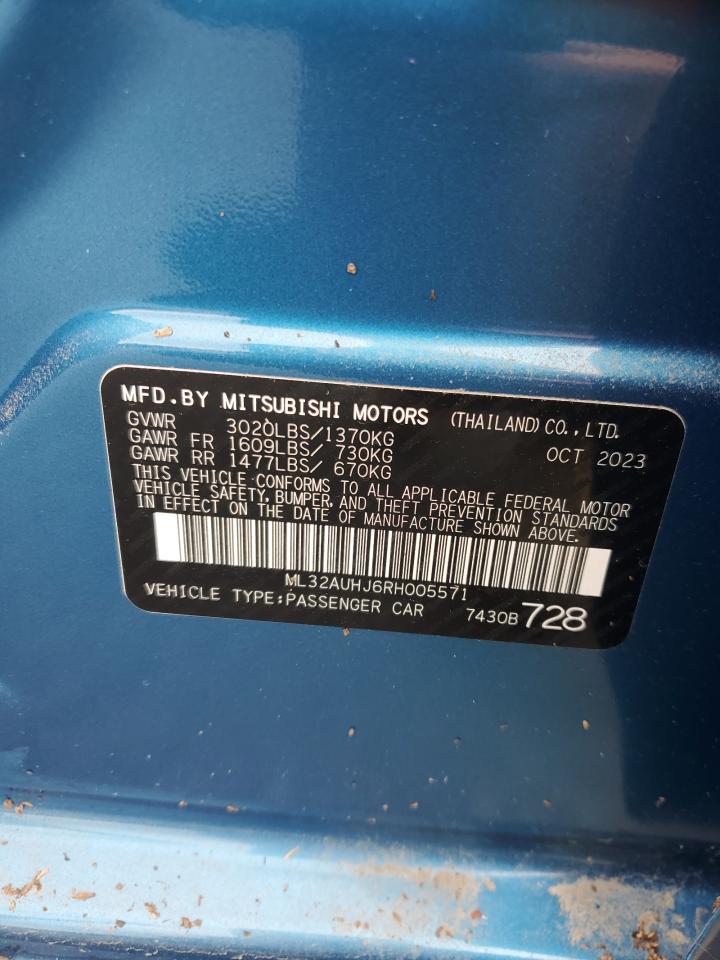 MFD.BY MITSUBISHI MOTORS (THAILAND)CO.,LTD.
GVWR 3020LBS/1370KG OCT 2023
GAWR FR 1609LBS/ 730KG
GAWR RR 1477LBS/ 670KG
THIS VEHICLE CONFORMS TO ALL APPLICABLE FEDERAL MOTOR
VEHICLE SAFETY, BUMPER, AND THEFT PREVENTION STANDARDS
IN EFFECT ON THE DATE OF MANUFACTURE SHOWN ABOVE.
ML32AUHJ6RH005571
VEHICLE TYPE:PASSENGER CAR 7430B 728